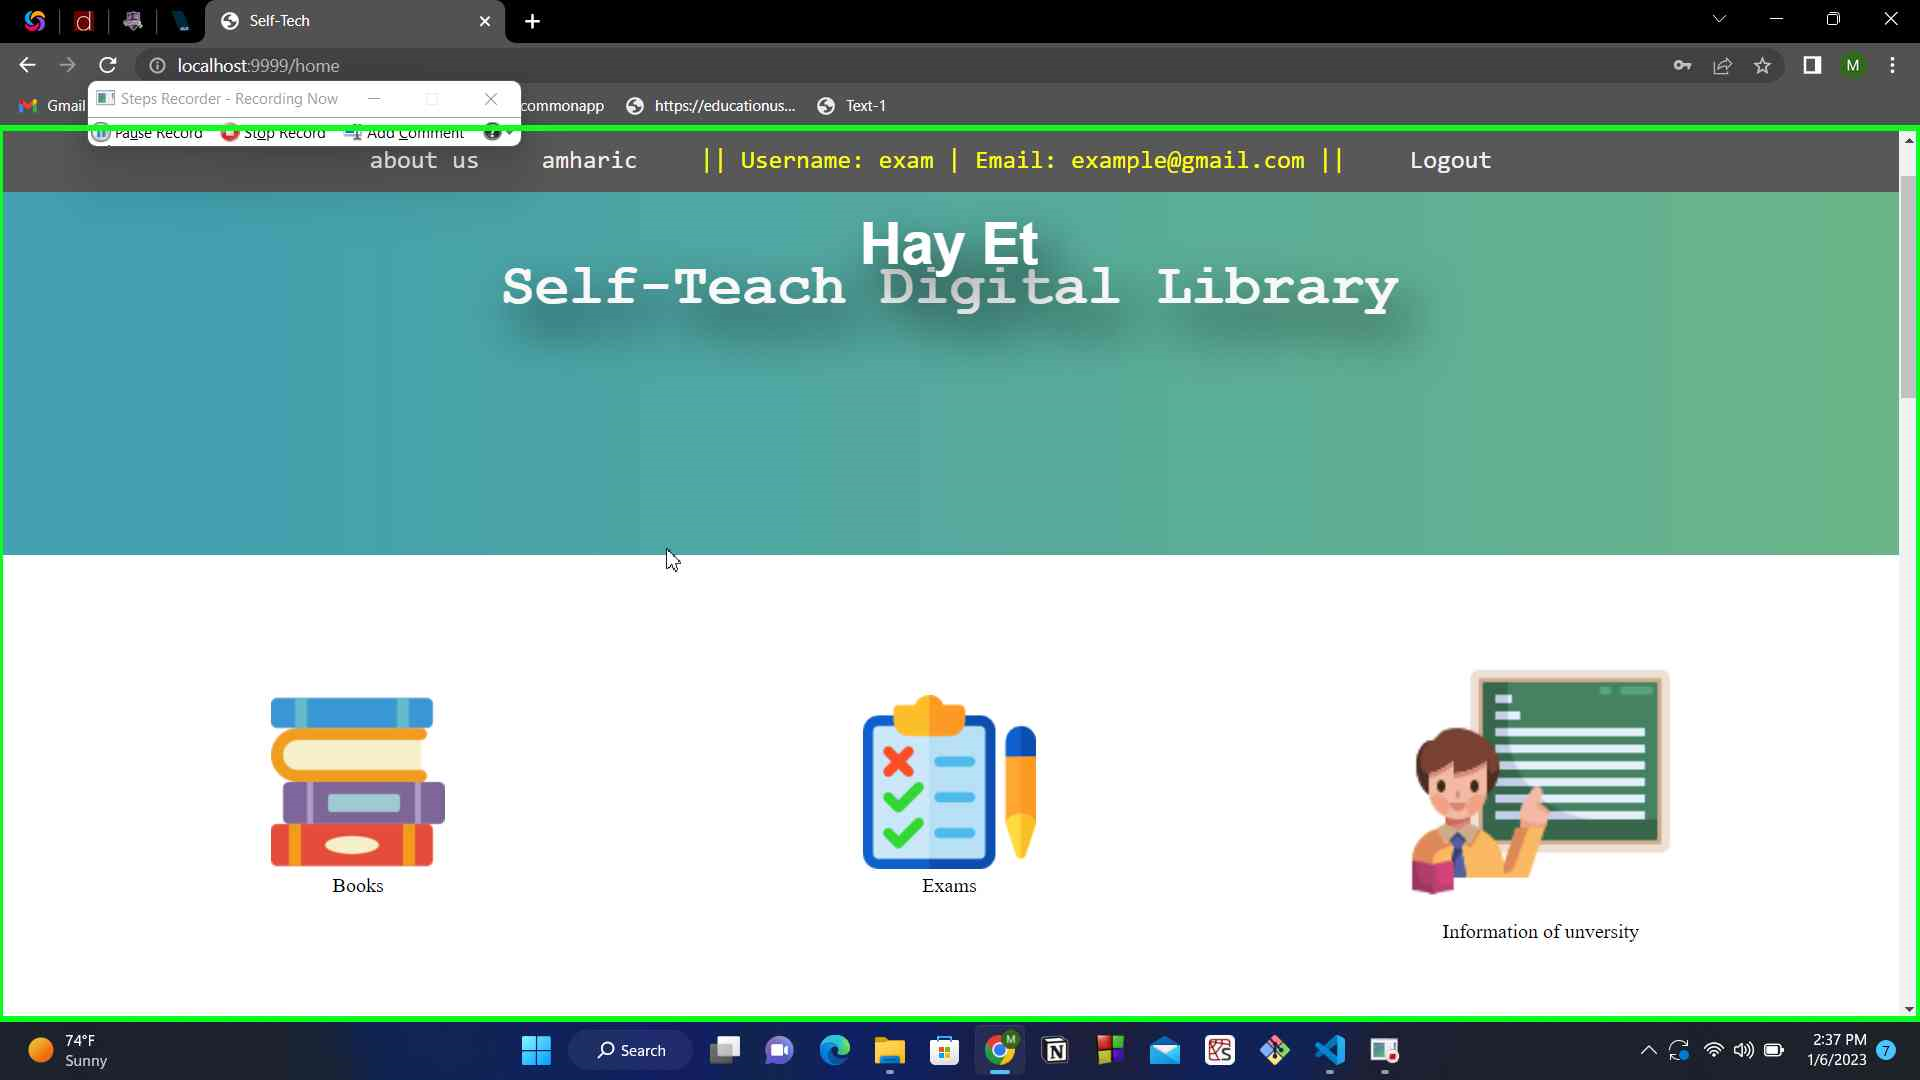 Self-Tech
localhost:9999/home
Gmail
commonapp
https://educationus...
Text-1
Steps Recorder - Recording Now
Pause Record
Stop Record
Add Comment
about us amharic || Username: exam | Email: example@gmail.com || Logout
Hay Et
Self-Teach Digital Library
Books
Exams
Information of unversity
74°F
Sunny
Search
2:37 PM
1/6/2023
7
M
M